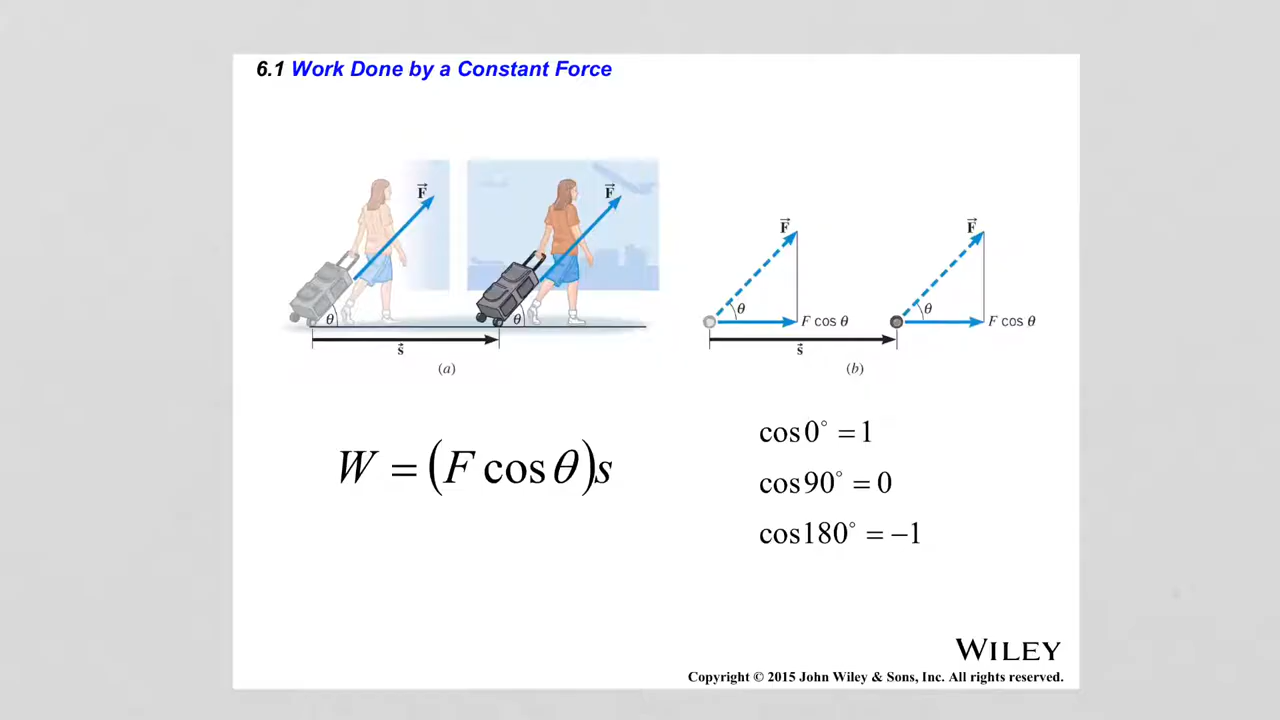 6.1 Work Done by a Constant Force
F⃗
F⃗
θ
θ
s⃗
(a)
F⃗
F⃗
θ
θ
F cos θ
F cos θ
s⃗
(b)
W = (F cos θ)s
cos 0° = 1
cos 90° = 0
cos 180° = −1
WILEY
Copyright © 2015 John Wiley & Sons, Inc. All rights reserved.